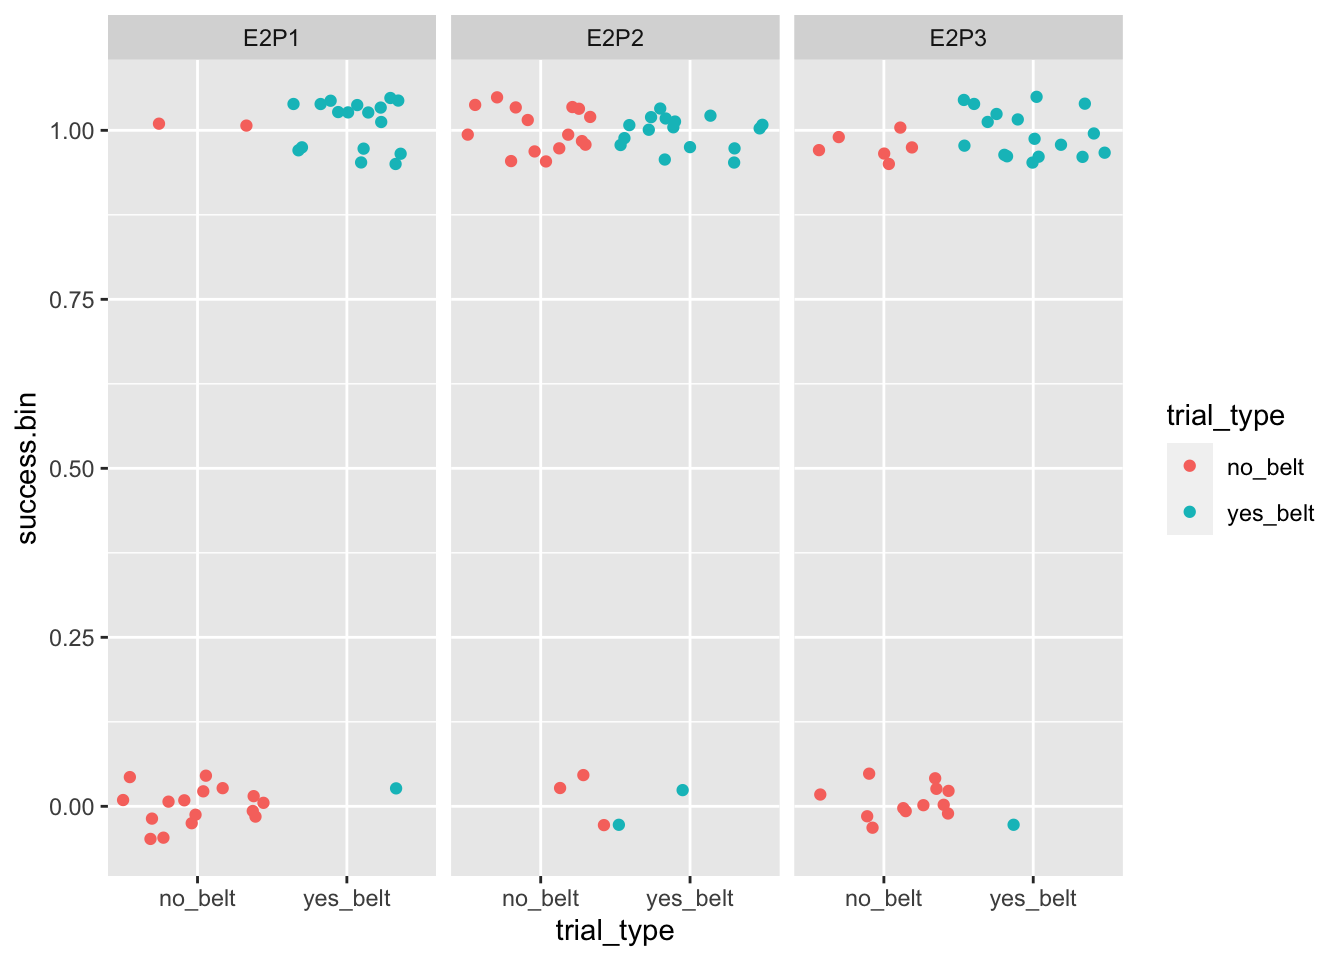 E2P1 E2P2 E2P3
1.00
0.75
0.50
0.25
0.00
success.bin
no_belt yes_belt no_belt yes_belt no_belt yes_belt
trial_type
trial_type
no_belt
yes_belt